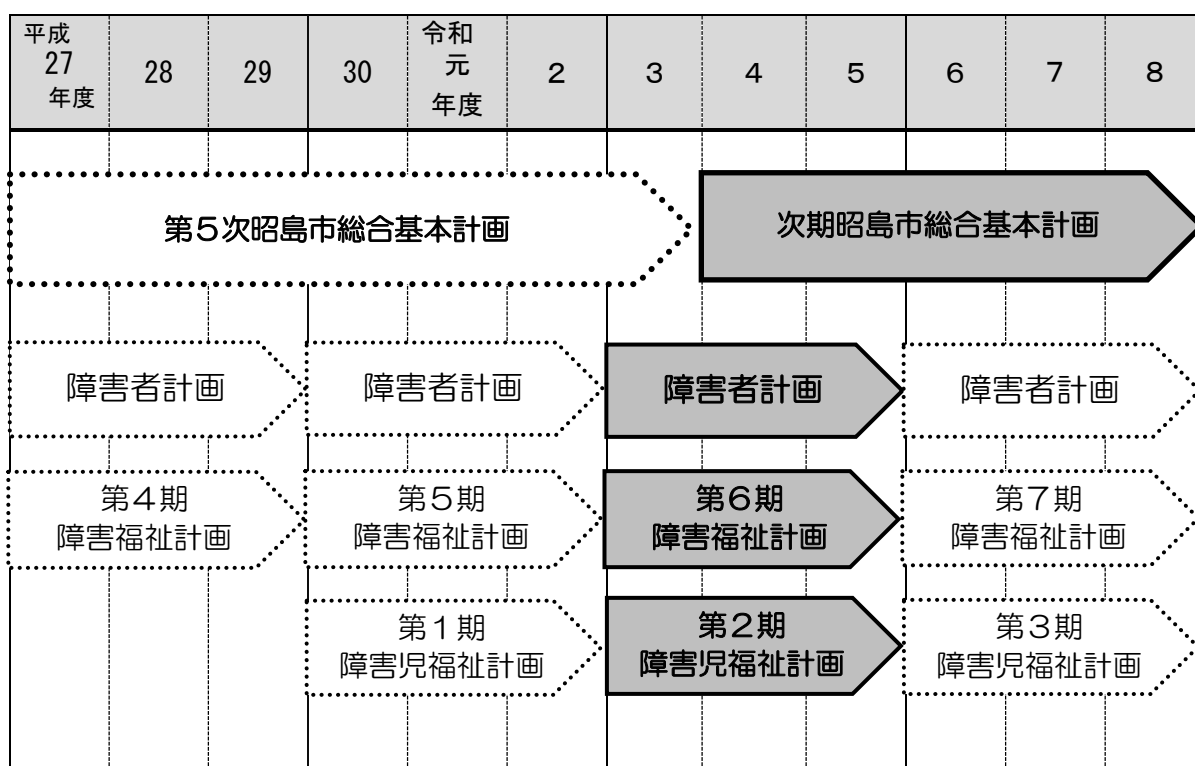 平成
27
年度
28
29
30
令和
元
年度
2
3
4
5
6
7
8
第5次昭島市総合基本計画
次期昭島市総合基本計画
障害者計画
障害者計画
障害者計画
障害者計画
第4期
障害福祉計画
第5期
障害福祉計画
第6期
障害福祉計画
第7期
障害福祉計画
第1期
障害児福祉計画
第2期
障害児福祉計画
第3期
障害児福祉計画